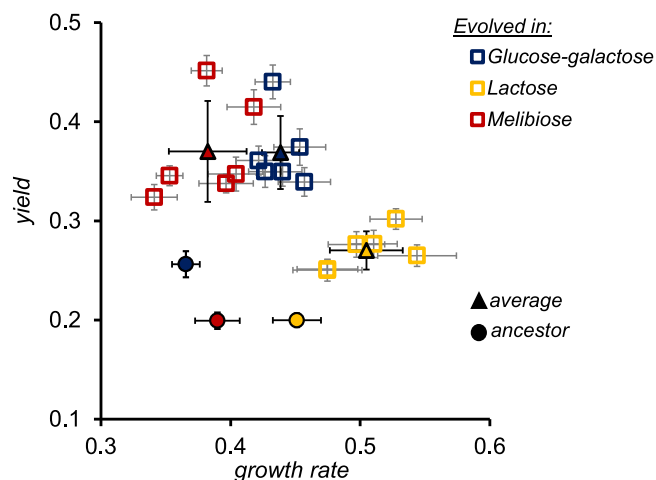 0.5
0.4
0.3
0.2
0.1
yield
0.3
0.4
0.5
0.6
growth rate
Evolved in:
Glucose-galactose
Lactose
Melibiose
average
ancestor